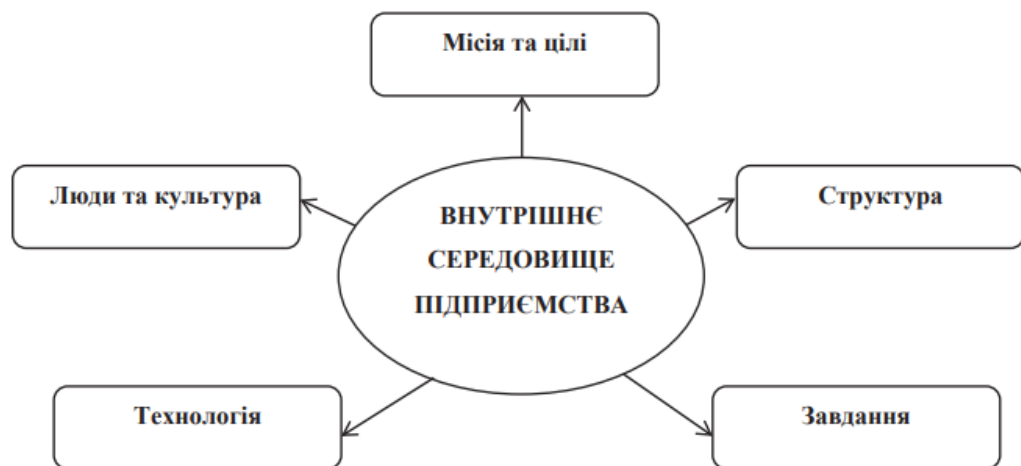 Місія та цілі
Люди та культура
Структура
ВНУТРІШНЄ
СЕРЕДОВИЩЕ
ПІДПРИЄМСТВА
Технологія
Завдання